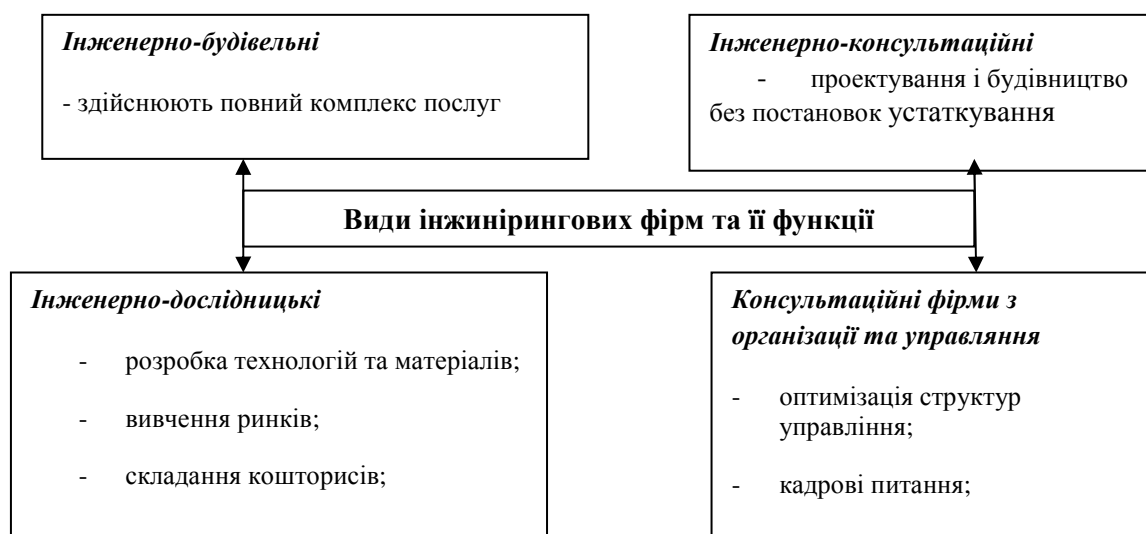 Інженерно-будівельні
- здійснюють повний комплекс послуг
Інженерно-консультаційні
- проектування і будівництво
без постановок устаткування
Види інжинірингових фірм та її функції
Інженерно-дослідницькі
- розробка технологій та матеріалів;
- вивчення ринків;
- складання кошторисів;
Консультаційні фірми з
організації та управляння
- оптимізація структур
управління;
- кадрові питання;